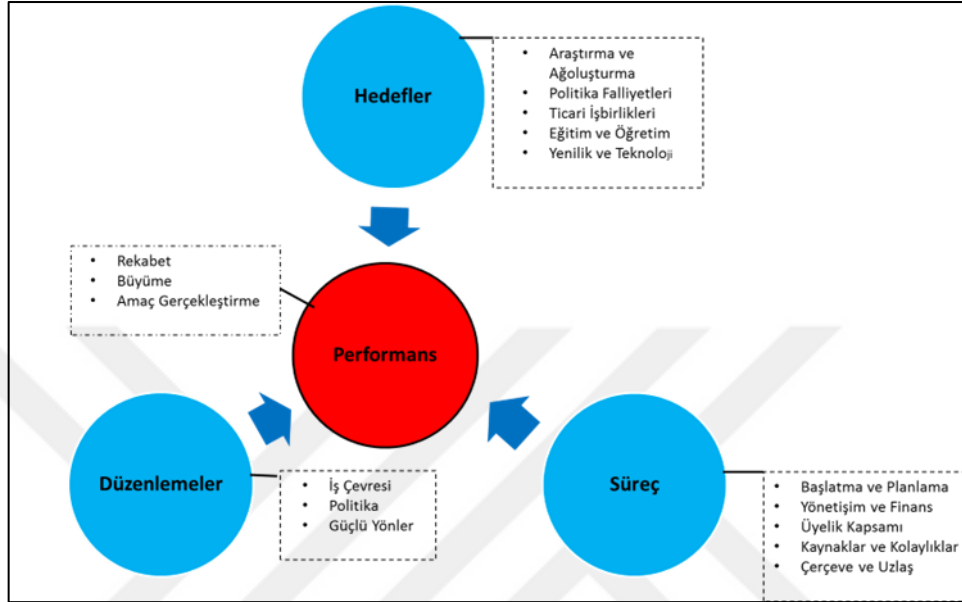 Hedefler
• Araştırma ve
Ağoluşturma
• Politika Falliyetleri
• Ticari İşbirlikleri
• Eğitim ve Öğretim
• Yenilik ve Teknoloji
• Rekabet
• Büyüme
• Amaç Gerçekleştirme
Performans
Düzenlemeler
• İş Çevresi
• Politika
• Güçlü Yönler
Süreç
• Başlatma ve Planlama
• Yönetişim ve Finans
• Üyelik Kapsamı
• Kaynaklar ve Kolaylıklar
• Çerçeve ve Uzlaş